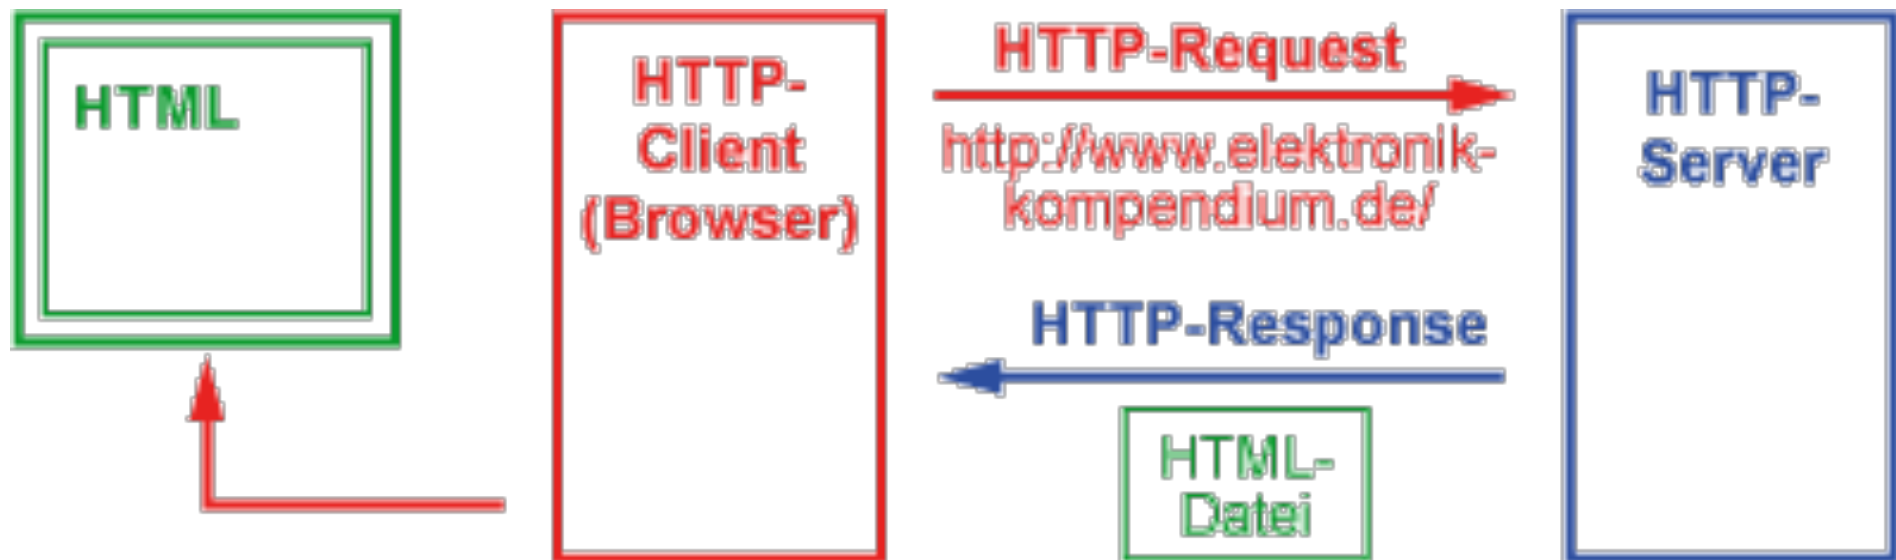 HTML
HTTP-
Client
(Browser)
HTTP-Request
http://www.elektronik-
kompendium.de/
HTTP-Response
HTML-
Datei
HTTP-
Server